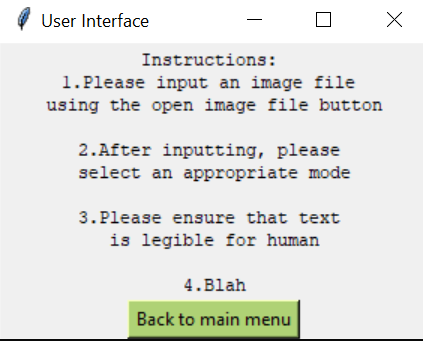 User Interface
Instructions:
1.Please input an image file
using the open image file button
2.After inputting, please
select an appropriate mode
3.Please ensure that text
is legible for human
4.Blah
Back to main menu